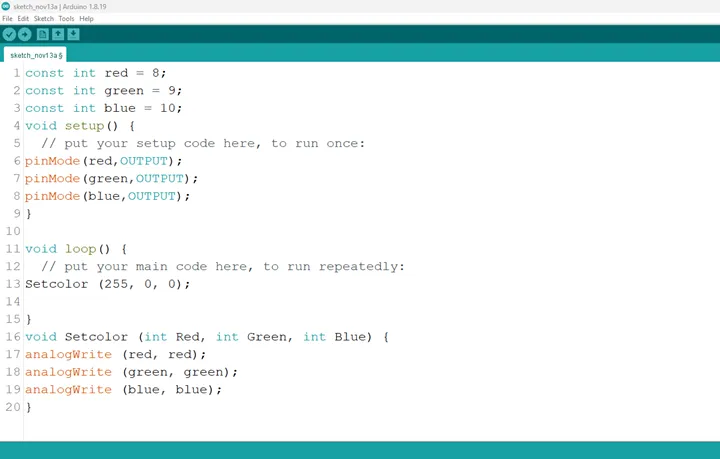 sketch_nov13a | Arduino 1.8.19
File Edit Sketch Tools Help
sketch_nov13a §
1 const int red = 8;
2 const int green = 9;
3 const int blue = 10;
4 void setup() {
5   // put your setup code here, to run once:
6 pinMode(red,OUTPUT);
7 pinMode(green,OUTPUT);
8 pinMode(blue,OUTPUT);
9 }
10
11 void loop() {
12   // put your main code here, to run repeatedly:
13 Setcolor (255, 0, 0);
14
15 }
16 void Setcolor (int Red, int Green, int Blue) {
17 analogWrite (red, red);
18 analogWrite (green, green);
19 analogWrite (blue, blue);
20 }